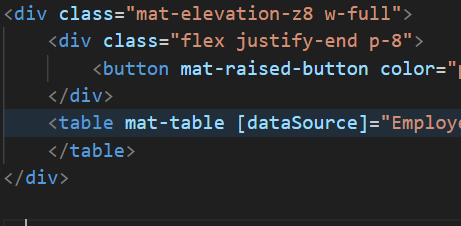 <div class="mat-elevation-z8 w-full">
<div class="flex justify-end p-8">
<button mat-raised-button color="
</div>
<table mat-table [dataSource]="Employe
</table>
</div>